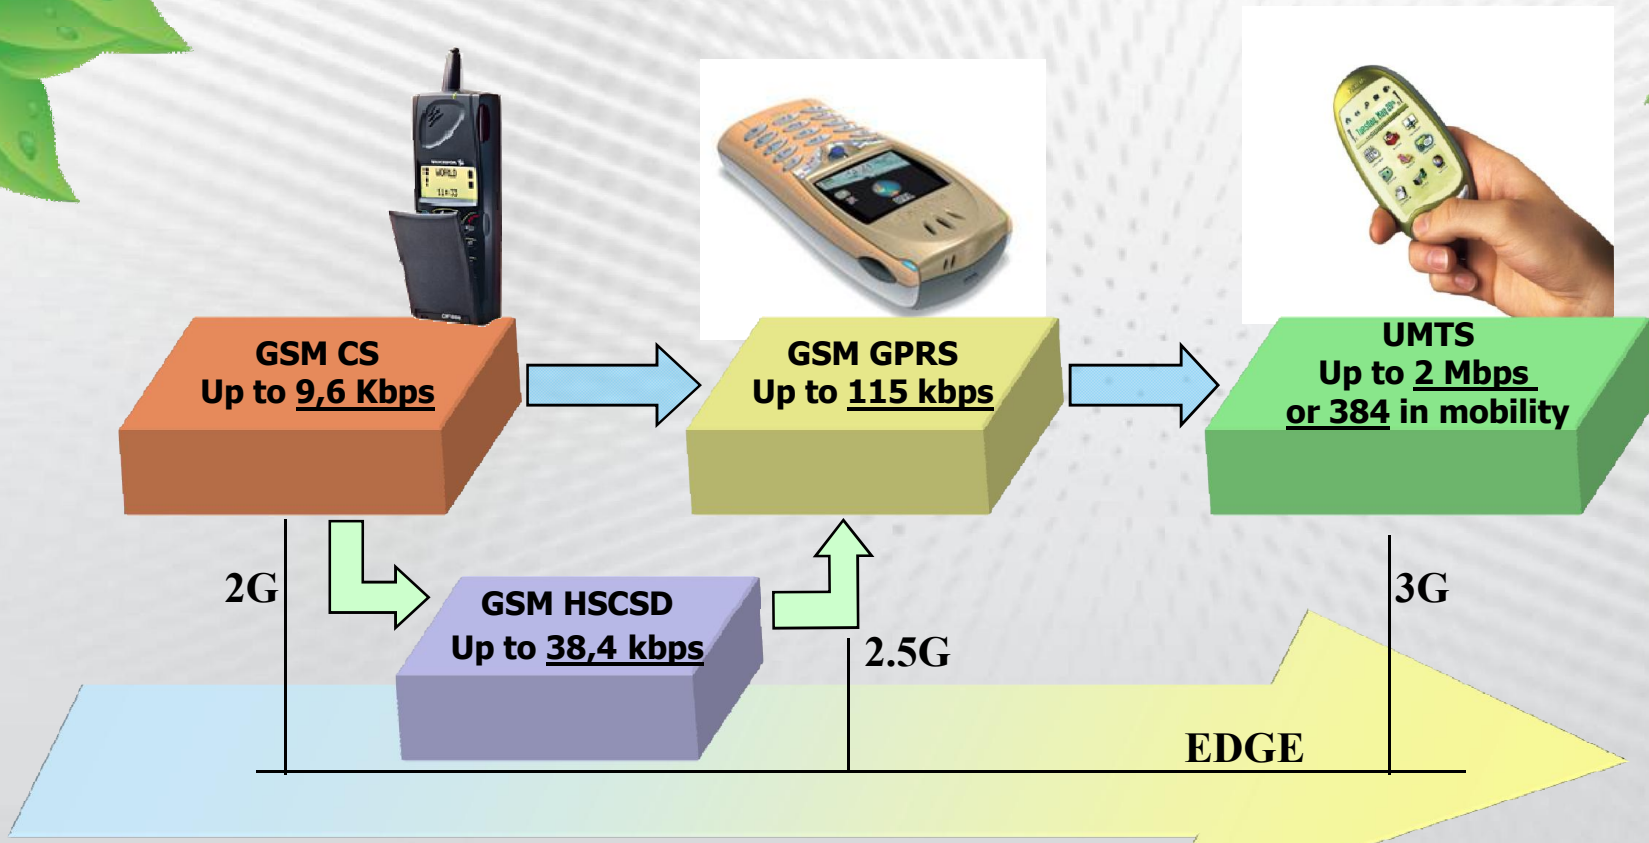 WORLD
GSM CS
Up to 9,6 Kbps
GSM GPRS
Up to 115 kbps
UMTS
Up to 2 Mbps
or 384 in mobility
2G
GSM HSCSD
Up to 38,4 kbps
2.5G
3G
EDGE